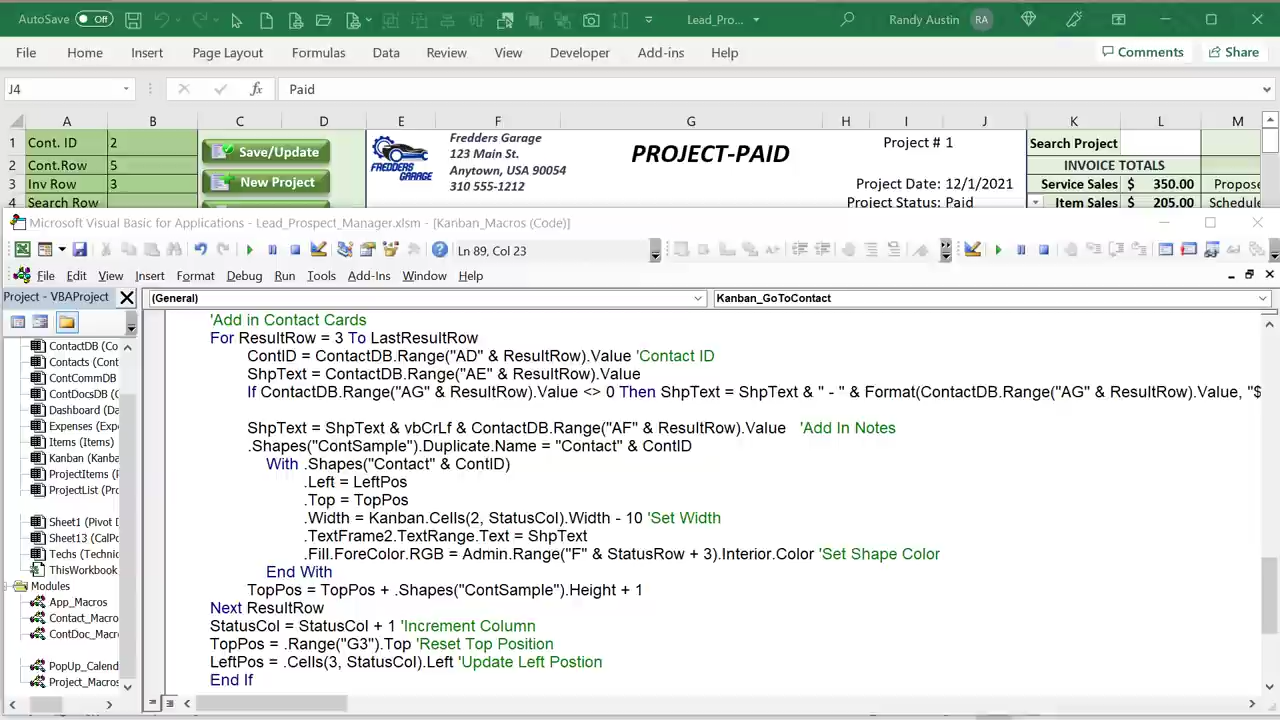 AutoSave Off Lead_Pro... Randy Austin RA
File Home Insert Page Layout Formulas Data Review View Developer Add-ins Help Comments Share
J4 fx Paid
A B C D E F G H I J K L M
1 Cont. ID 2 Save/Update Fredders Garage PROJECT-PAID Project # 1 Search Project
123 Main St.
2 Cont.Row 5 FREDDERS GARAGE Anytown, USA 90054 INVOICE TOTALS
3 Inv Row 3 New Project 310 555-1212 Project Date: 12/1/2021 Service Sales $ 350.00 Propose
4 Search Row Project Status: Paid Item Sales $ 205.00 Schedule
Microsoft Visual Basic for Applications - Lead_Prospect_Manager.xlsm - [Kanban_Macros (Code)]
Ln 89, Col 23
File Edit View Insert Format Debug Run Tools Add-Ins Window Help
Project - VBAProject
(General) Kanban_GoToContact
ContactDB (Co
Contacts (Cont
ContCommDB
ContDocsDB (C
Dashboard (Da
Expenses (Exp
Items (Items)
Kanban (Kanba
ProjectItems (F
ProjectList (Pro
Sheet1 (Pivot D
Sheet13 (CalPo
Techs (Technic
ThisWorkbook
Modules
App_Macros
Contact_Macro
ContDoc_Macro
PopUp_Calend
Project_Macros
'Add in Contact Cards
For ResultRow = 3 To LastResultRow
ContID = ContactDB.Range("AD" & ResultRow).Value 'Contact ID
ShpText = ContactDB.Range("AE" & ResultRow).Value
If ContactDB.Range("AG" & ResultRow).Value <> 0 Then ShpText = ShpText & " - " & Format(ContactDB.Range("AG" & ResultRow).Value, "$
ShpText = ShpText & vbCrLf & ContactDB.Range("AF" & ResultRow).Value 'Add In Notes
.Shapes("ContSample").Duplicate.Name = "Contact" & ContID
With .Shapes("Contact" & ContID)
.Left = LeftPos
.Top = TopPos
.Width = Kanban.Cells(2, StatusCol).Width - 10 'Set Width
.TextFrame2.TextRange.Text = ShpText
.Fill.ForeColor.RGB = Admin.Range("F" & StatusRow + 3).Interior.Color 'Set Shape Color
End With
TopPos = TopPos + .Shapes("ContSample").Height + 1
Next ResultRow
StatusCol = StatusCol + 1 'Increment Column
TopPos = .Range("G3").Top 'Reset Top Position
LeftPos = .Cells(3, StatusCol).Left 'Update Left Postion
End If